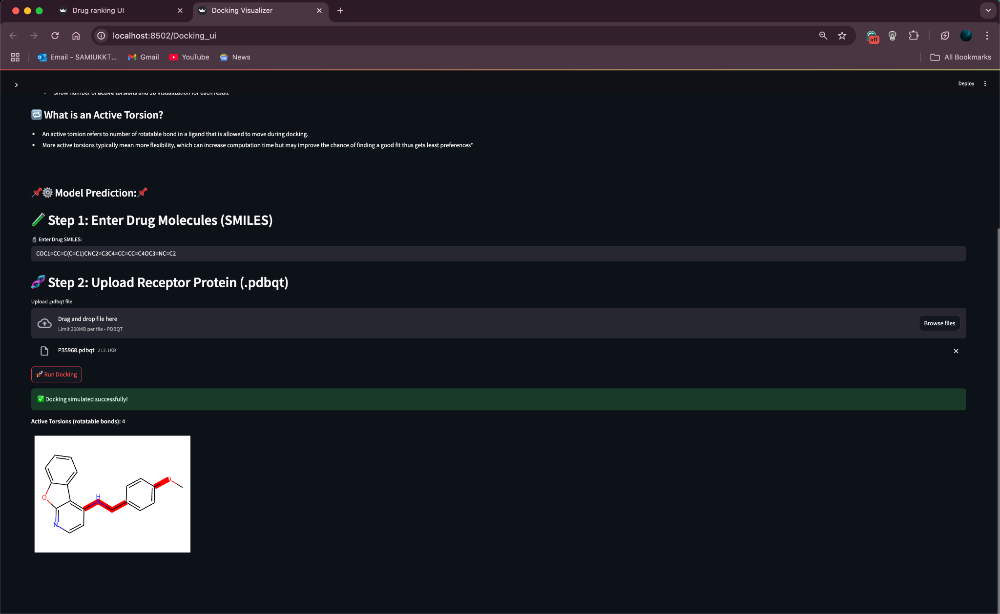 Drug ranking UI
Docking Visualizer
localhost:8502/Docking_ui
off
Email - SAMIUKKT...
Gmail
YouTube
News
All Bookmarks
Deploy
Show number of active torsions and 3D visualization for each result
What is an Active Torsion?
An active torsion refers to number of rotatable bond in a ligand that is allowed to move during docking.
More active torsions typically mean more flexibility, which can increase computation time but may improve the chance of finding a good fit thus gets least preferences"
Model Prediction:
Step 1: Enter Drug Molecules (SMILES)
Enter Drug SMILES:
COC1=CC=C(C=C1)CNC2=C3C4=CC=CC=C4OC3=NC=C2
Step 2: Upload Receptor Protein (.pdbqt)
Upload .pdbqt file
Drag and drop file here
Limit 200MB per file • PDBQT
Browse files
P35968.pdbqt 212.1KB
Run Docking
Docking simulated successfully!
Active Torsions (rotatable bonds): 4
O
H
N
O
N